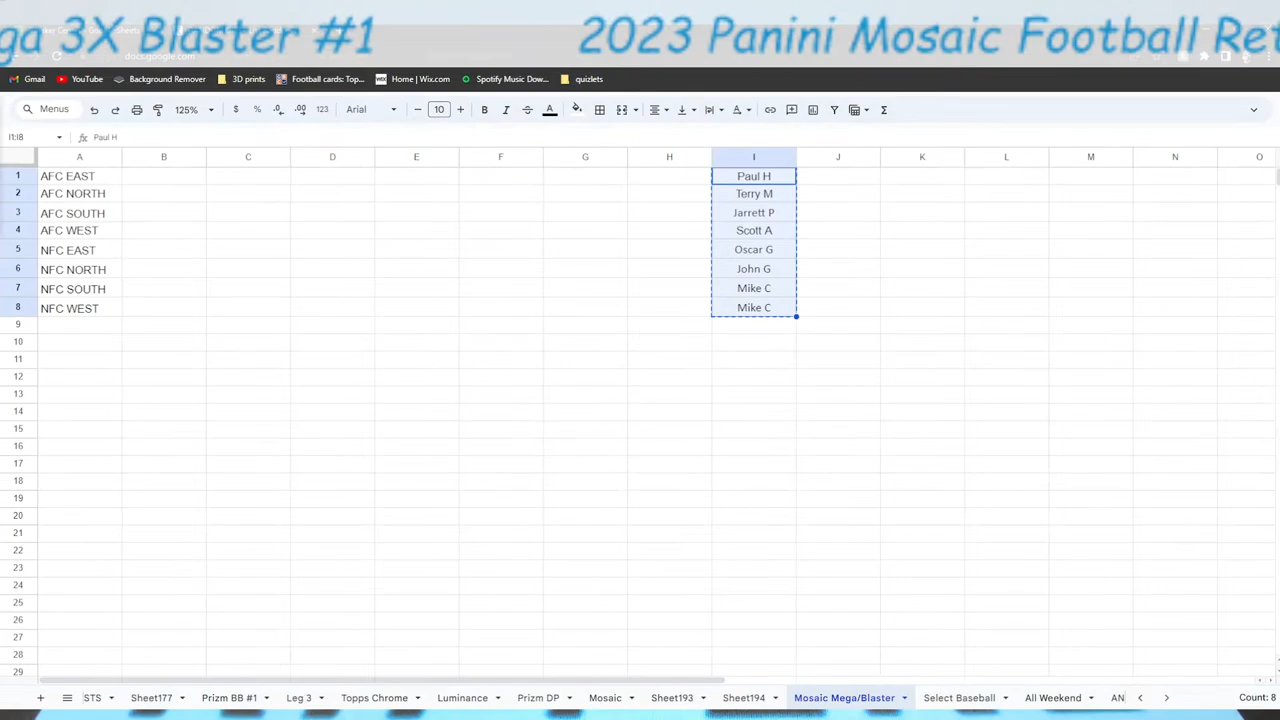 ga 3X Blaster #1 2023 Panini Mosaic Football Ret
docs.google.com
Gmail YouTube Background Remover 3D prints Football cards: Top... Home | Wix.com Spotify Music Dow... quizlets
Menus 125% $ % .0 .00 123 Arial − 10 + B I A Σ
I1:I8 fx Paul H
A B C D E F G H I J K L M N O
1 AFC EAST Paul H
2 AFC NORTH Terry M
3 AFC SOUTH Jarrett P
4 AFC WEST Scott A
5 NFC EAST Oscar G
6 NFC NORTH John G
7 NFC SOUTH Mike C
8 NFC WEST Mike C
9
10
11
12
13
14
15
16
17
18
19
20
21
22
23
24
25
26
27
28
29
STS Sheet177 Prizm BB #1 Leg 3 Topps Chrome Luminance Prizm DP Mosaic Sheet193 Sheet194 Mosaic Mega/Blaster Select Baseball All Weekend AN Count: 8